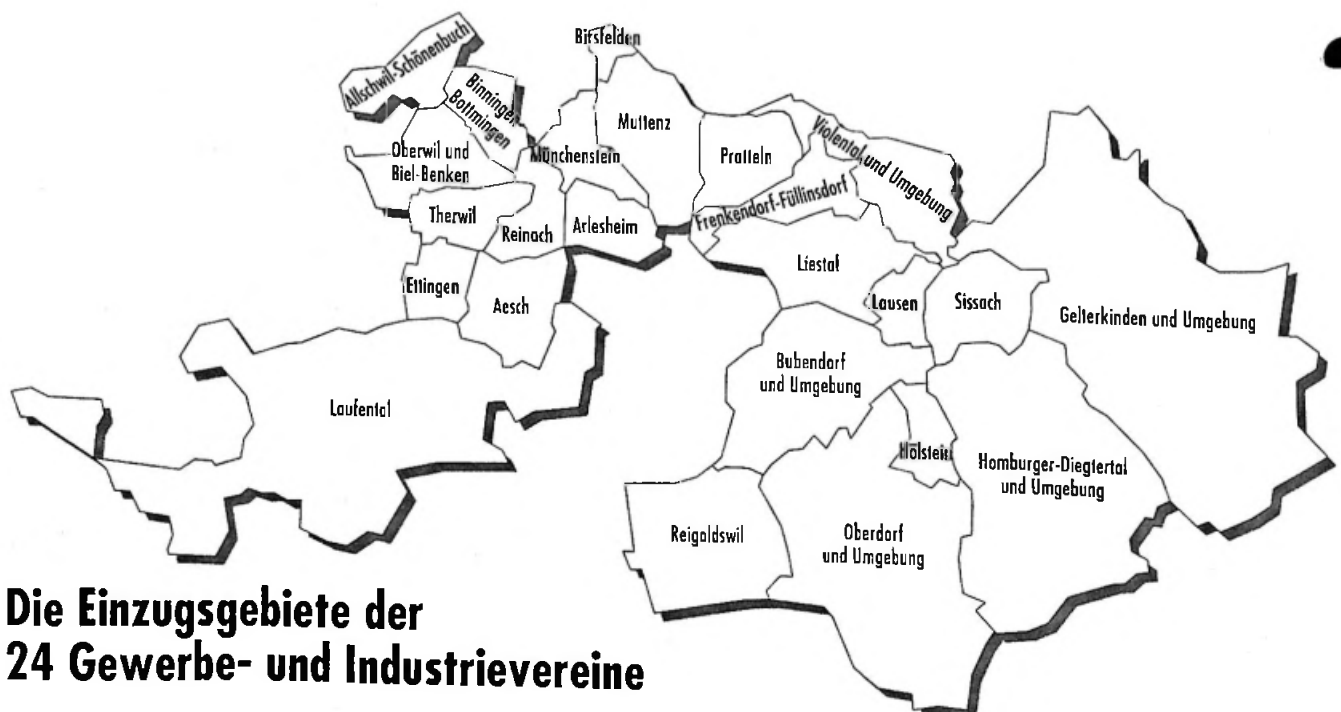 Allschwil-Schönenbuch
Binningen
Bottmingen
Birsfelden
Muttenz
Münchenstein
Pratteln
Violental und Umgebung
Oberwil und
Biel-Benken
Frenkendorf-Füllinsdorf
Therwil
Reinach
Arlesheim
Liestal
Ettingen
Aesch
Lausen
Sissach
Gelterkinden und Umgebung
Bubendorf
und Umgebung
Laufental
Hölstein
Homburger-Diegtertal
und Umgebung
Reigoldswil
Oberdorf
und Umgebung
Die Einzugsgebiete der
24 Gewerbe- und Industrievereine